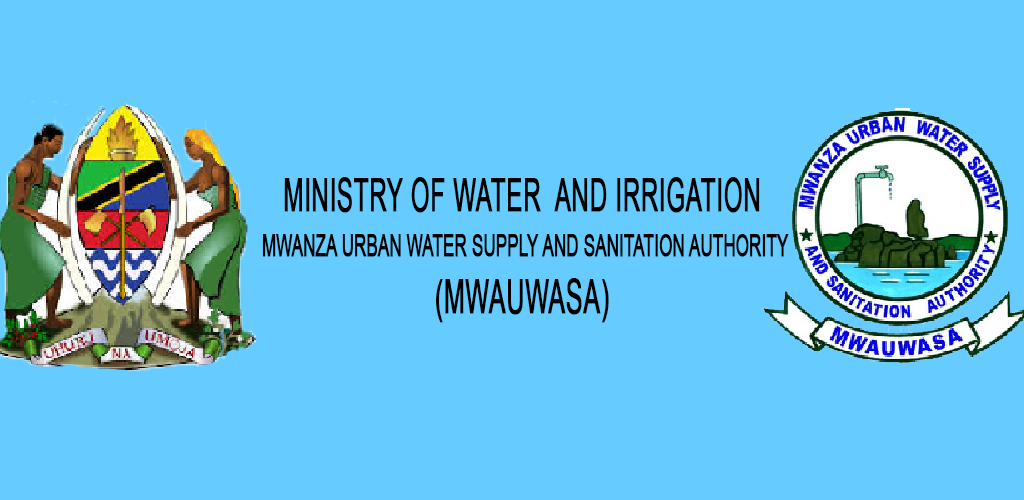 MINISTRY OF WATER AND IRRIGATION
MWANZA URBAN WATER SUPPLY AND SANITATION AUTHORITY
(MWAUWASA)
UHURU NA UMOJA
MWANZA URBAN WATER SUPPLY
AND SANITATION AUTHORITY
MWAUWASA